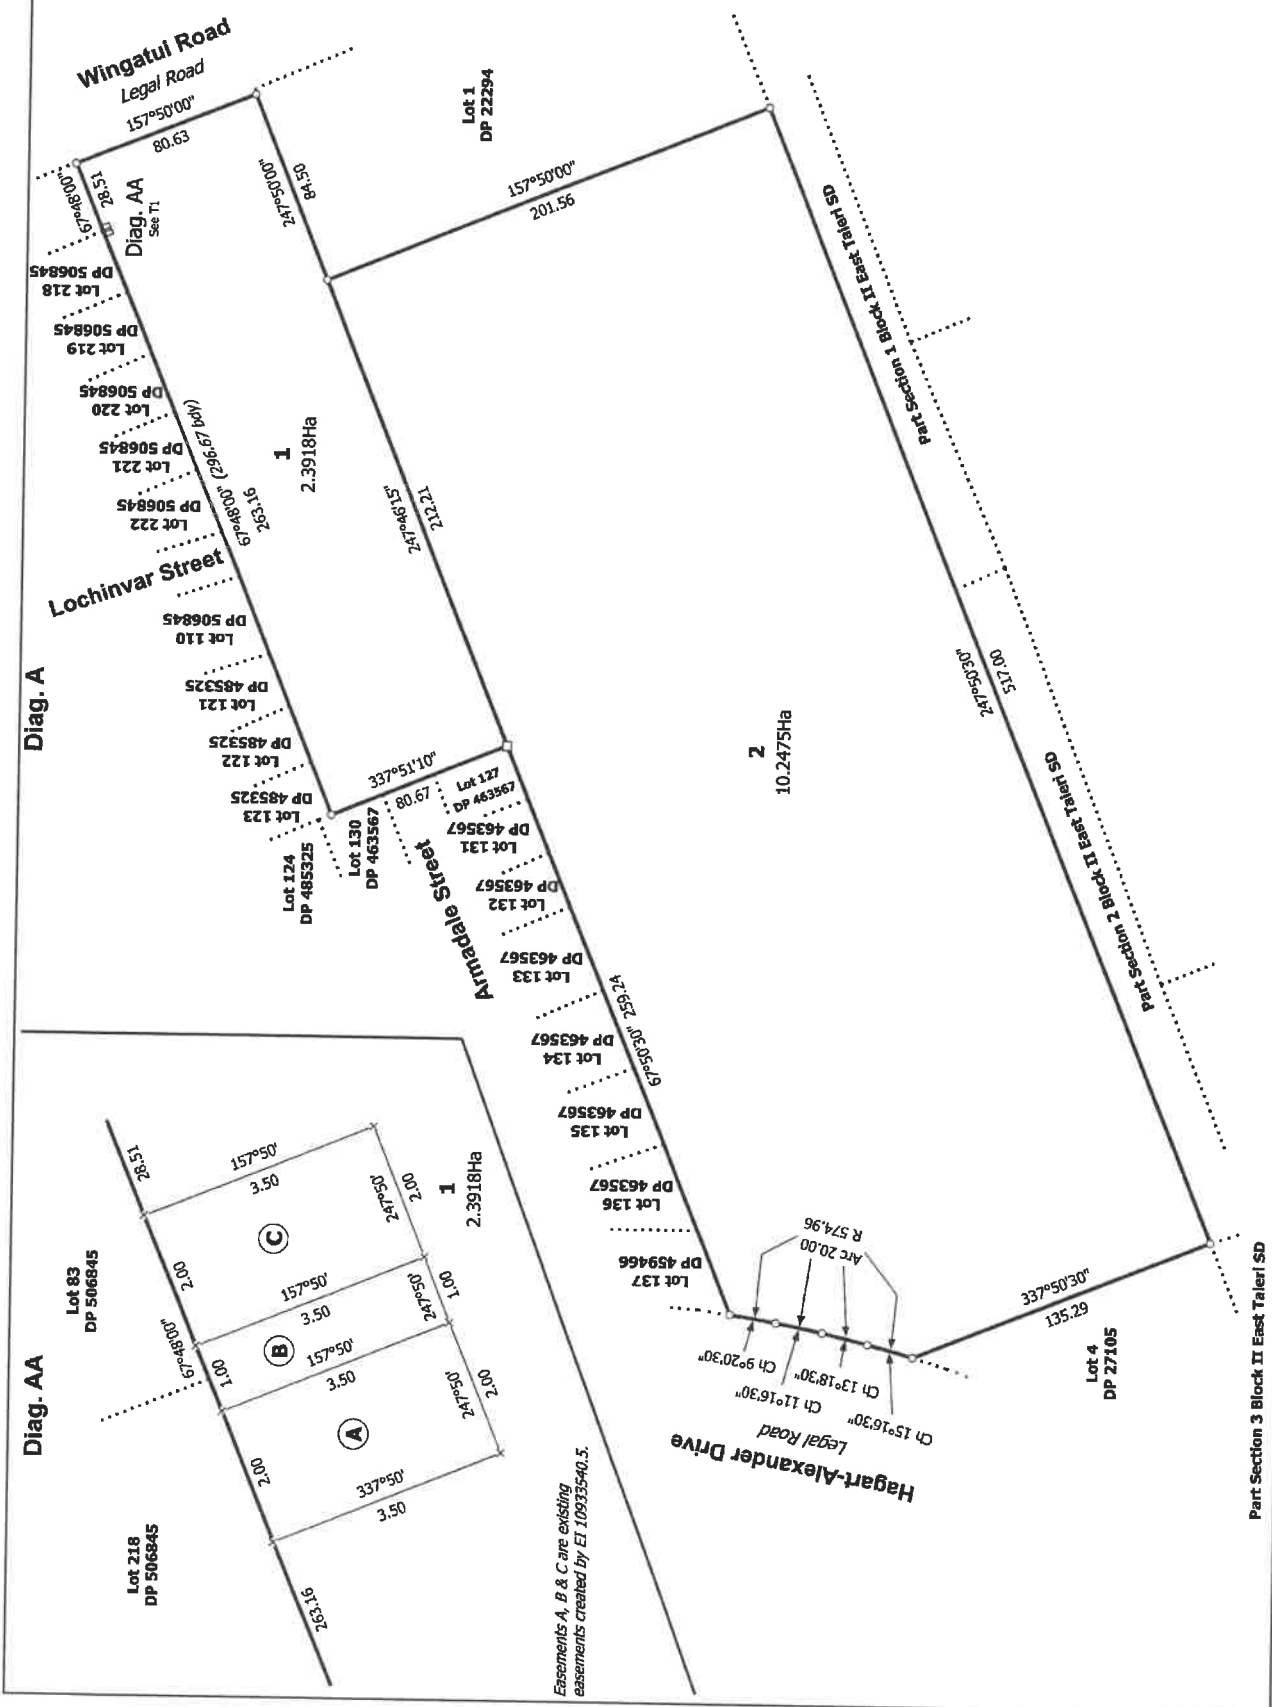 Diag. AA
Lot 218
DP 506845
Lot 83
DP 506845
263.16
2.00
1.00
67°48'00"
2.00
28.51
337°50'
3.50
A
157°50'
3.50
B
157°50'
3.50
C
157°50'
3.50
247°50'
2.00
247°50'
1.00
247°50'
2.00
1
2.3918Ha
Easements A, B & C are existing
easements created by EI 10933540.5.
Diag. A
Wingatui Road
Legal Road
157°50'00"
80.63
67°48'00"
28.51
Diag. AA
See T1
Lot 218
DP 506845
Lot 219
DP 506845
Lot 220
DP 506845
Lot 221
DP 506845
Lot 222
DP 506845
Lochinvar Street
67°48'00" (296.67 bdy)
263.16
Lot 110
DP 506845
Lot 121
DP 485325
Lot 122
DP 485325
Lot 123
DP 485325
Lot 124
DP 485325
Lot 130
DP 463567
337°51'10"
80.67
Lot 127
DP 463567
Armadale Street
1
2.3918Ha
247°50'00"
84.50
247°46'15"
212.21
Lot 1
DP 22294
157°50'00"
201.56
Lot 131
DP 463567
Lot 132
DP 463567
Lot 133
DP 463567
Lot 134
DP 463567
Lot 135
DP 463567
Lot 136
DP 463567
Lot 137
DP 459466
67°50'30" 259.24
2
10.2475Ha
247°50'30"
517.00
Part Section 1 Block II East Taieri SD
Part Section 2 Block II East Taieri SD
R 574.96
Arc 20.00
Ch 9°20'30"
Ch 11°16'30"
Ch 13°18'30"
Ch 15°16'30"
Legal Road
Hagart-Alexander Drive
337°50'30"
135.29
Lot 4
DP 27105
Part Section 3 Block II East Taieri SD